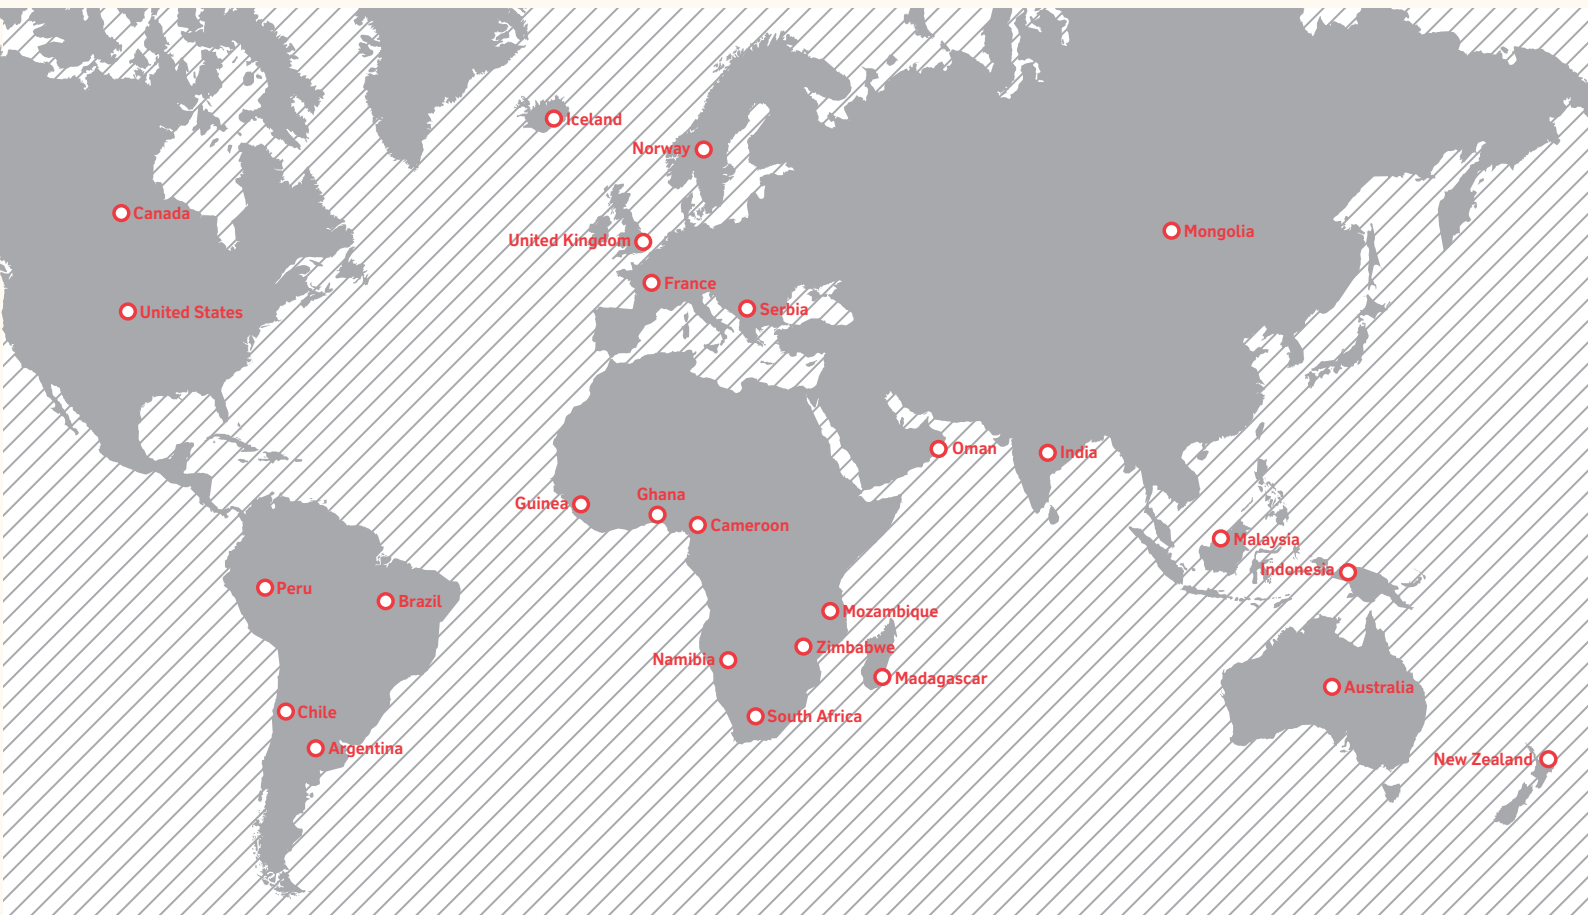 Iceland
Norway
Canada
Mongolia
United Kingdom
France
Serbia
United States
Oman
India
Ghana
Guinea
Cameroon
Malaysia
Indonesia
Peru
Brazil
Mozambique
Zimbabwe
Namibia
Madagascar
Australia
Chile
South Africa
Argentina
New Zealand